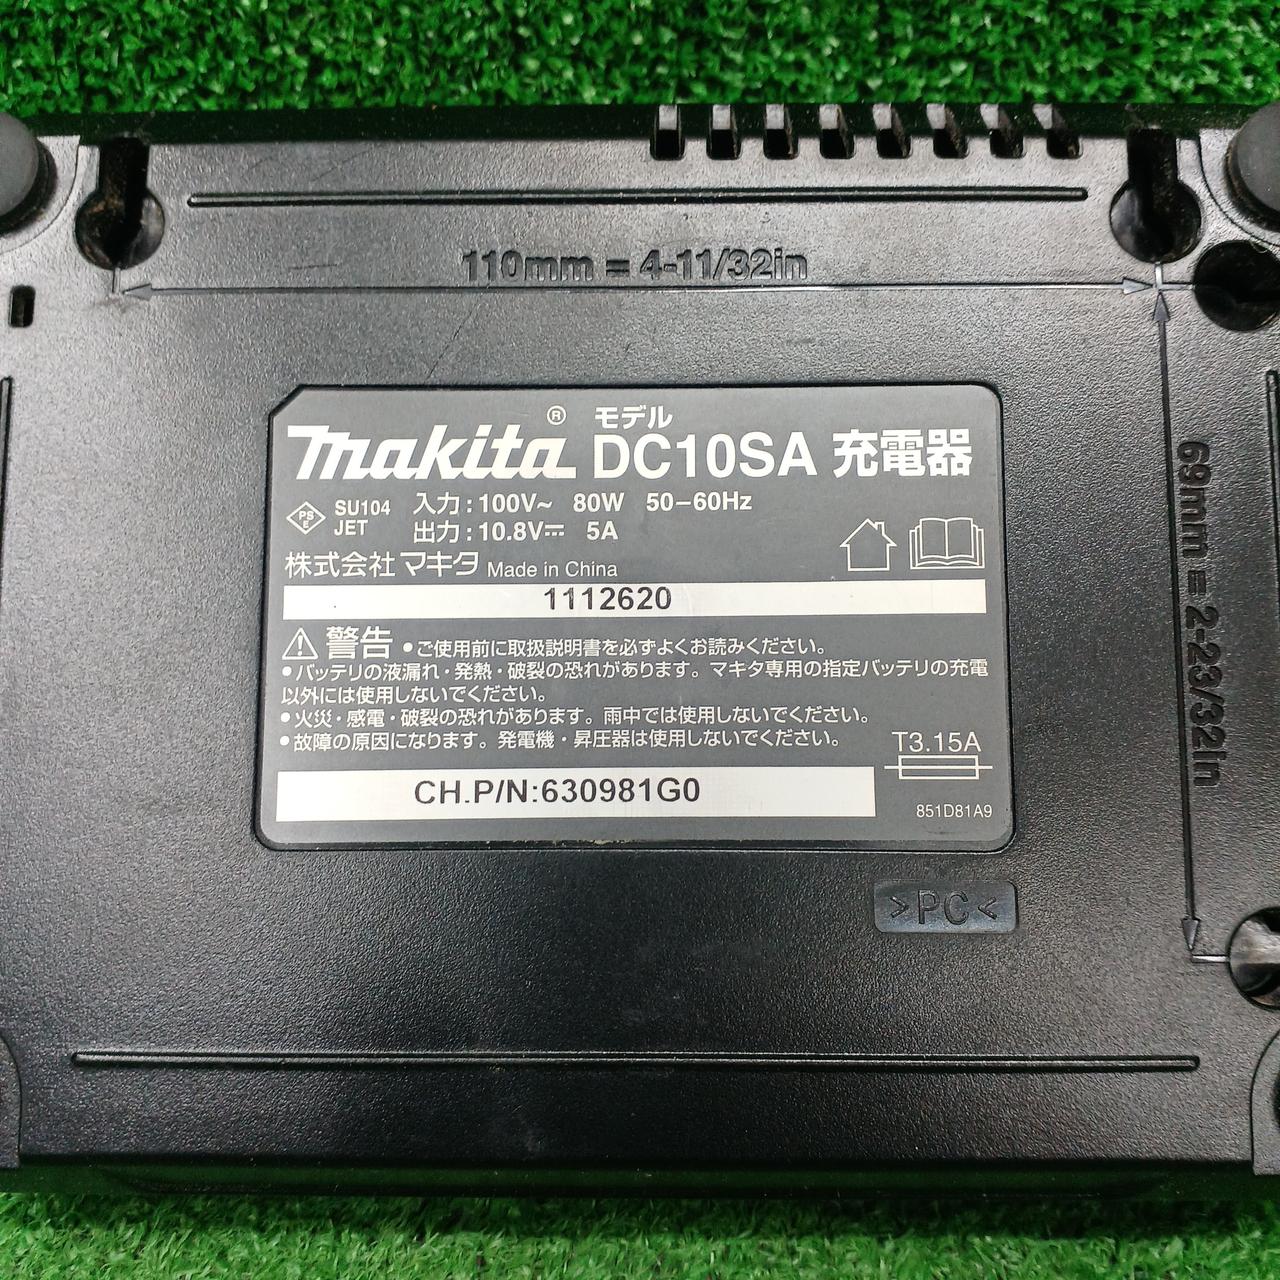 110mm = 4-11/32in
69mm = 2-23/32in
makita® モデル
DC10SA 充電器
PSE SU104 JET
入力 : 100V~ 80W 50-60Hz
出力 : 10.8V⎓ 5A
株式会社マキタ Made in China
1112620
⚠ 警告 ●ご使用前に取扱説明書を必ずよくお読みください。
●バッテリの液漏れ・発熱・破裂の恐れがあります。マキタ専用の指定バッテリの充電
以外には使用しないでください。
●火災・感電・破裂の恐れがあります。雨中では使用しないでください。
●故障の原因になります。発電機・昇圧器は使用しないでください。
T3.15A
CH.P/N:630981G0
851D81A9
>PC<